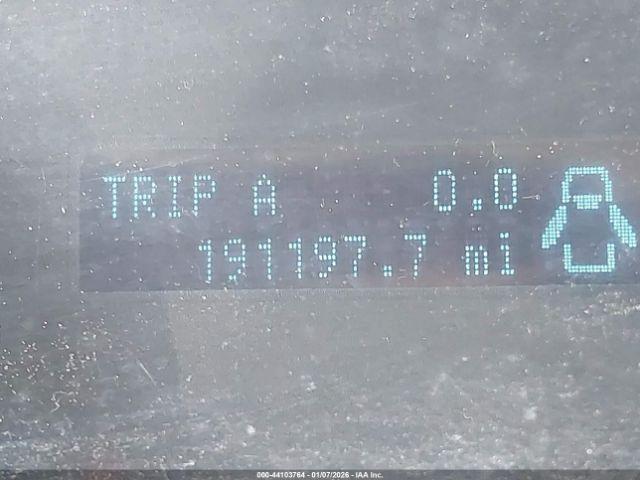 TRIP A 0.0
191197.7 mi
000-44103764 - 01/07/2026 - IAA Inc.